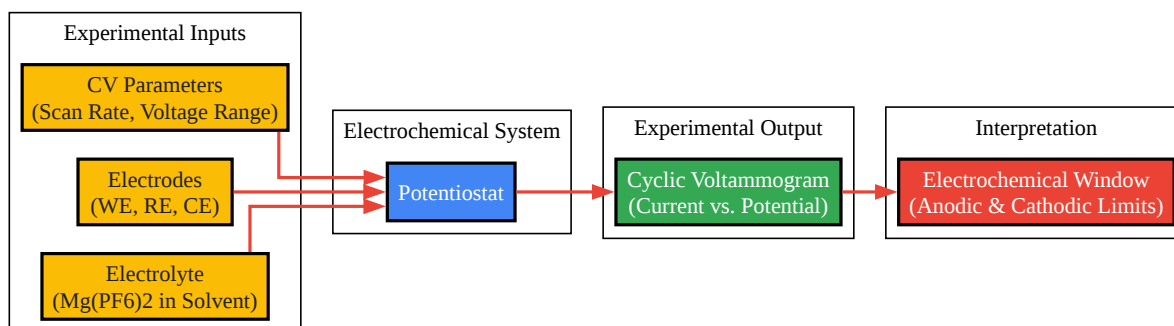 Experimental Inputs
CV Parameters
(Scan Rate, Voltage Range)
Electrodes
(WE, RE, CE)
Electrolyte
(Mg(PF6)2 in Solvent)
Electrochemical System
Potentiostat
Experimental Output
Cyclic Voltammogram
(Current vs. Potential)
Interpretation
Electrochemical Window
(Anodic & Cathodic Limits)